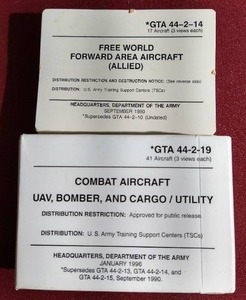 *GTA 44-2-14
17 Aircraft (3 views each)
FREE WORLD
FORWARD AREA AIRCRAFT
(ALLIED)
DISTRIBUTION RESTRICTION AND DESTRUCTION NOTICE: (See reverse side)
DISTRIBUTION: U.S. Army Training Support Centers (TSCs)
HEADQUARTERS, DEPARTMENT OF THE ARMY
SEPTEMBER 1990
*Supersedes GTA 44-2-10 (Undated)
*GTA 44-2-19
41 Aircraft (3 views each)
COMBAT AIRCRAFT
UAV, BOMBER, AND CARGO / UTILITY
DISTRIBUTION RESTRICTION: Approved for public release.
DISTRIBUTION: U. S. Army Training Support Centers (TSCs)
HEADQUARTERS, DEPARTMENT OF THE ARMY
JANUARY 1996
*Supersedes GTA 44-2-13, GTA 44-2-14, and
GTA 44-2-15, September 1990.